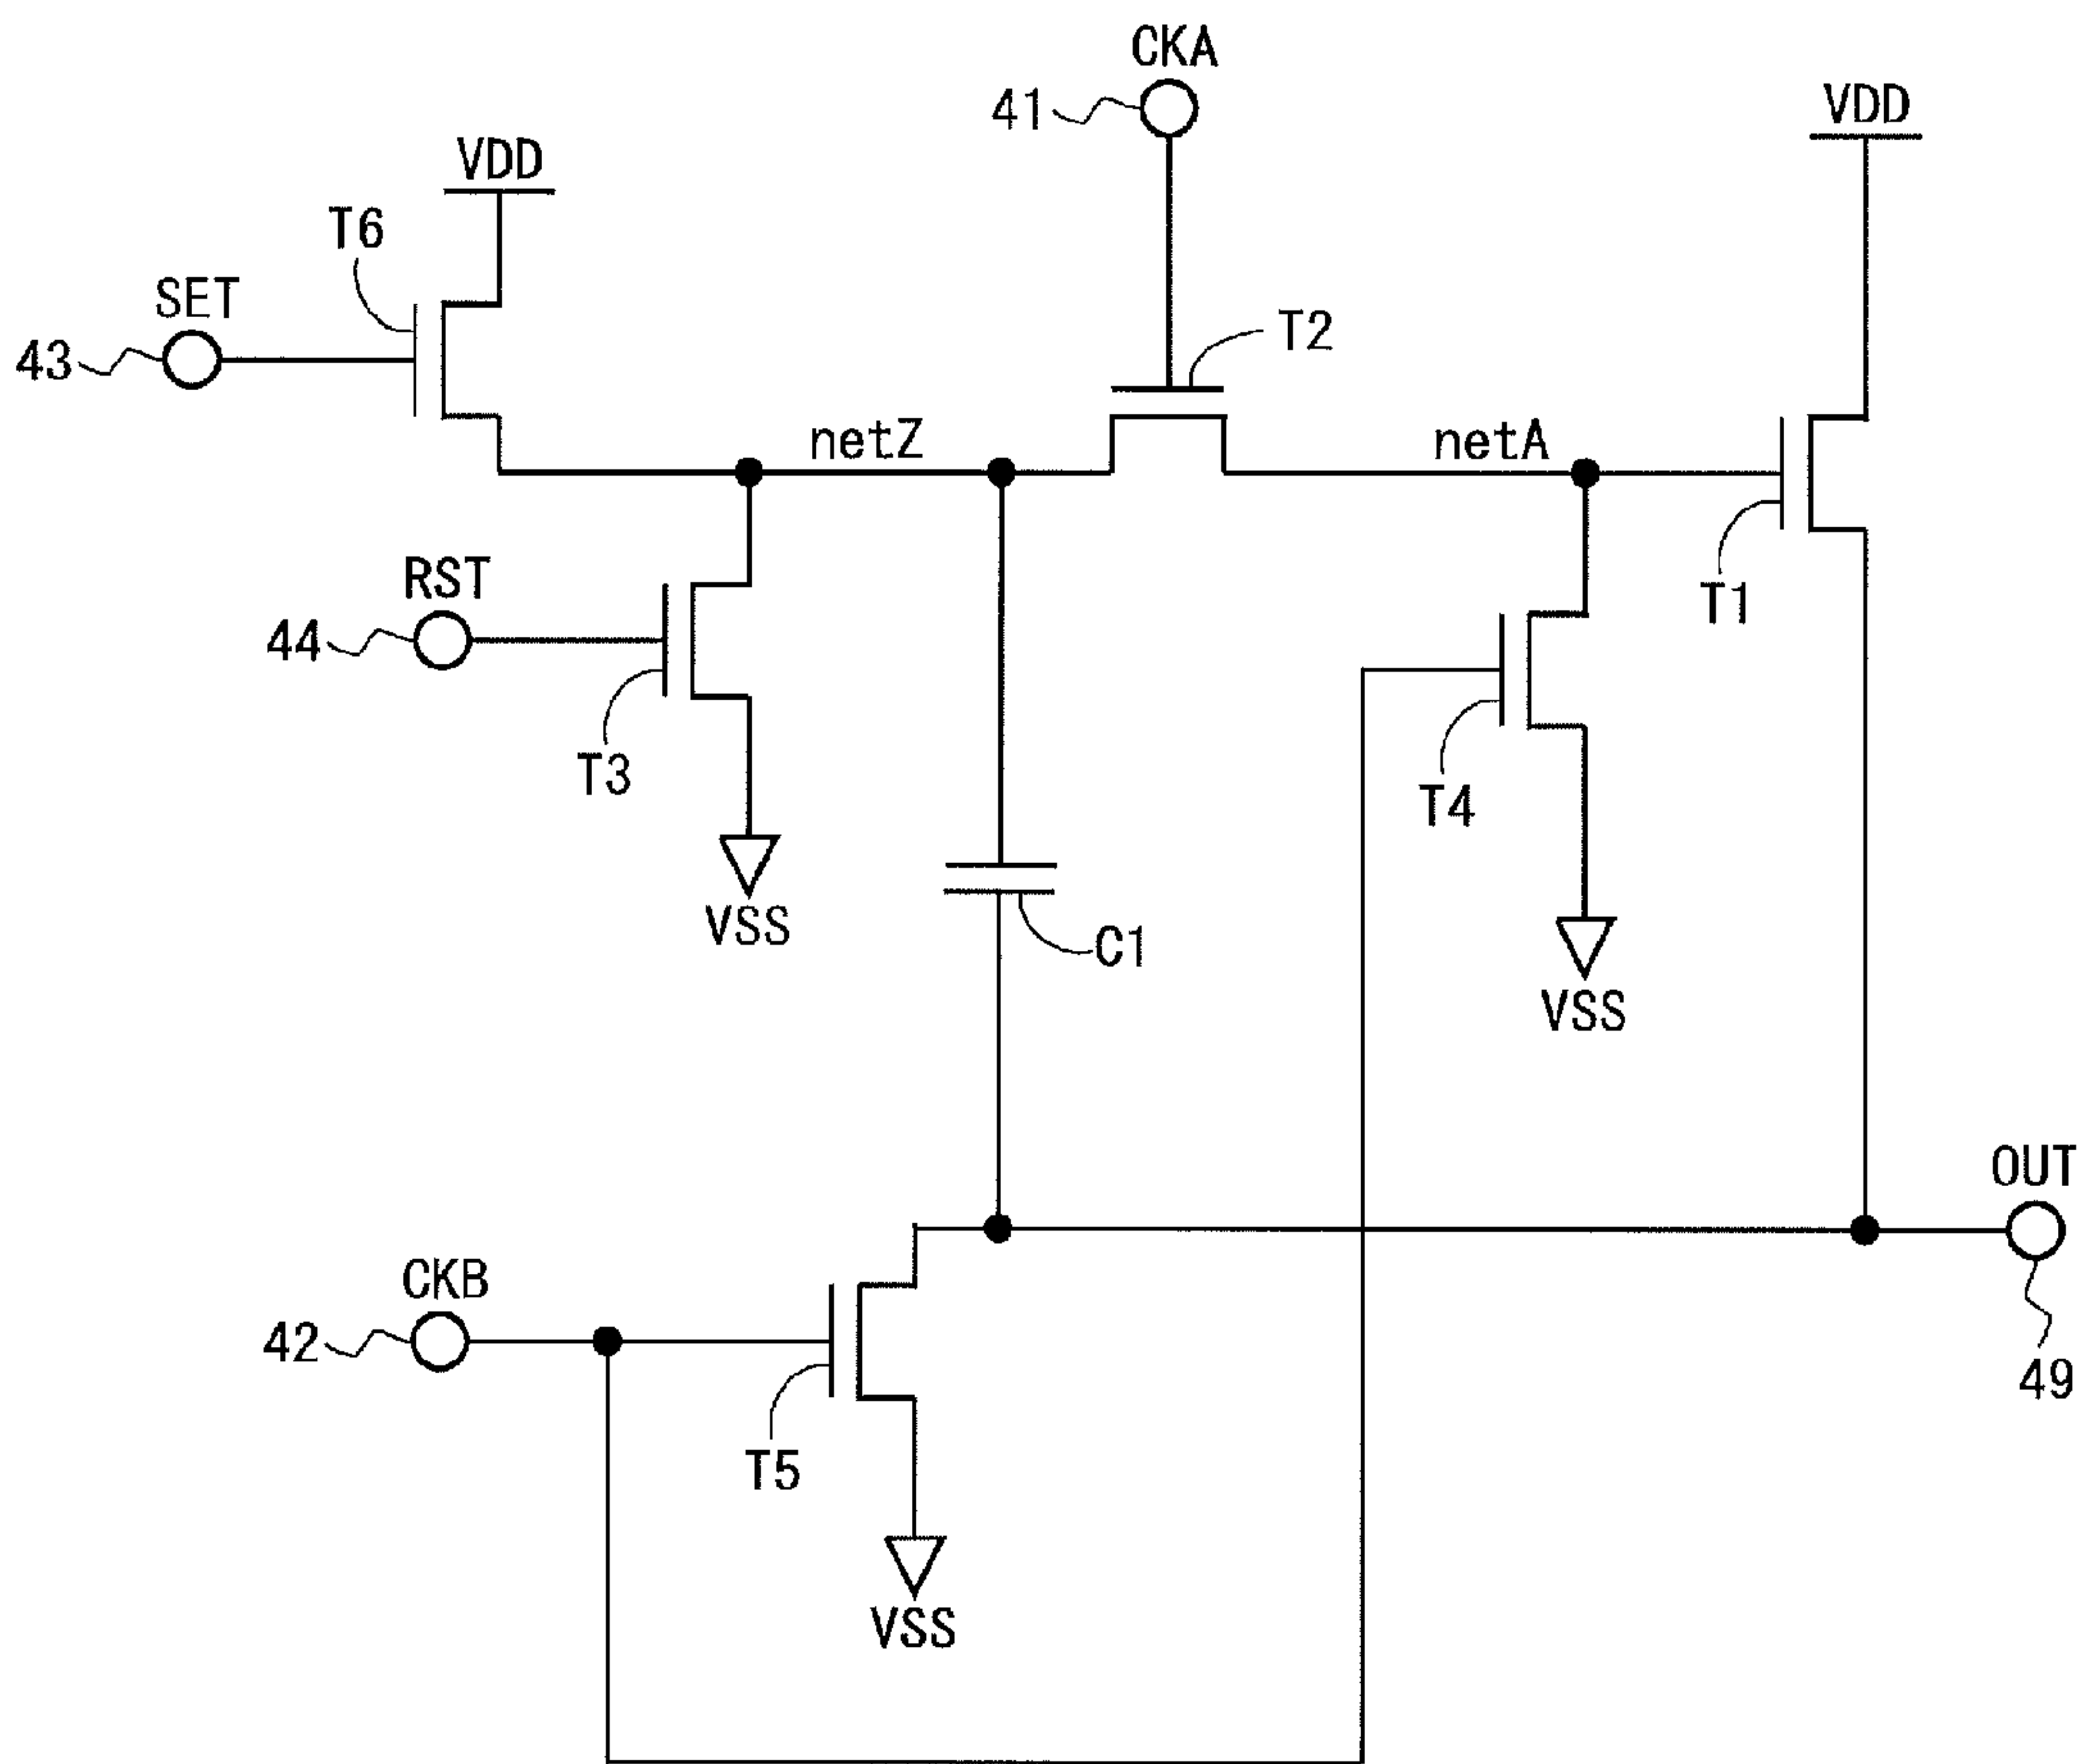 CKA
41
VDD
VDD
T6
SET
43
T2
netZ
netA
RST
44
T1
T3
T4
VSS
C1
VSS
OUT
CKB
42
49
T5
VSS